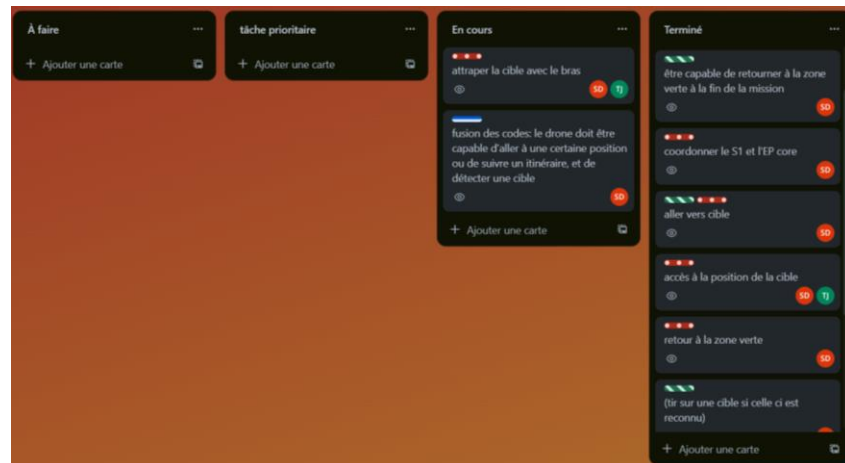 À faire
+ Ajouter une carte
tâche prioritaire
+ Ajouter une carte
En cours
attraper la cible avec le bras
SD TJ
fusion des codes: le drone doit être
capable d'aller à une certaine position
ou de suivre un itinéraire, et de
détecter une cible
SD
+ Ajouter une carte
Terminé
être capable de retourner à la zone
verte à la fin de la mission
SD
coordonner le S1 et l'EP core
SD
aller vers cible
SD
accès à la position de la cible
SD TJ
retour à la zone verte
SD
(tir sur une cible si celle ci est
reconnu)
+ Ajouter une carte